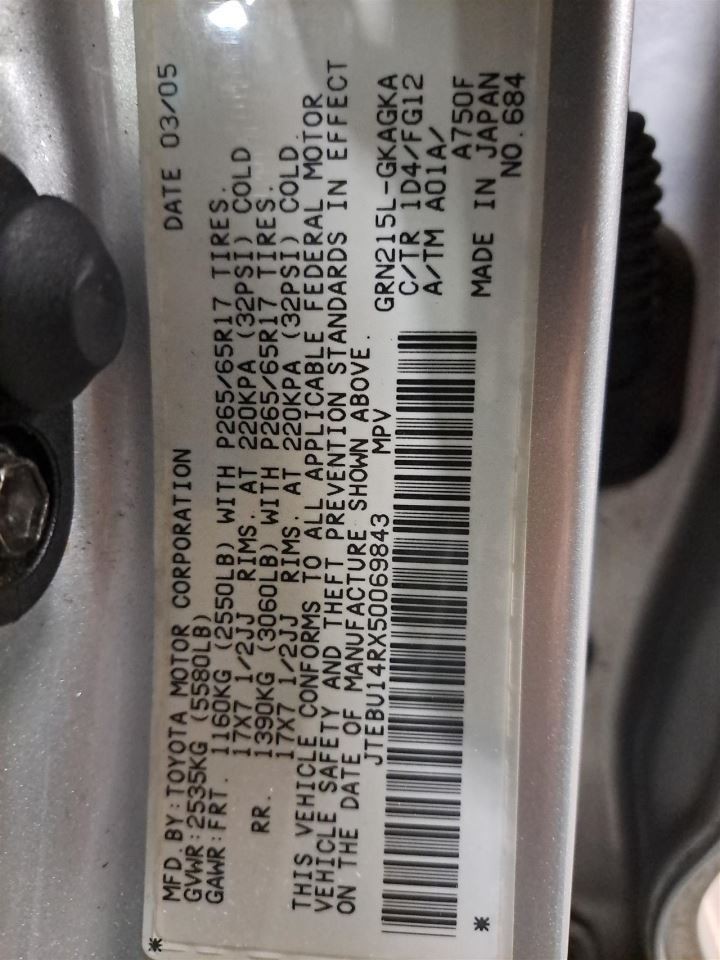 MFD. BY: TOYOTA MOTOR CORPORATION DATE 03/05
GVWR: 2535KG (5580LB)
GAWR: FRT. 1160KG (2550LB) WITH P265/65R17 TIRES.
17X7 1/2JJ RIMS. AT 220KPA (32PSI) COLD
RR. 1390KG (3060LB) WITH P265/65R17 TIRES.
17X7 1/2JJ RIMS. AT 220KPA (32PSI) COLD.
THIS VEHICLE CONFORMS TO ALL APPLICABLE FEDERAL MOTOR
VEHICLE SAFETY AND THEFT PREVENTION STANDARDS IN EFFECT
ON THE DATE OF MANUFACTURE SHOWN ABOVE.
JTEBU14RX50069843 MPV
GRN215L-GKAGKA
C/TR 1D4/FG12
A/TM A01A/
A750F
MADE IN JAPAN
NO.684
* *